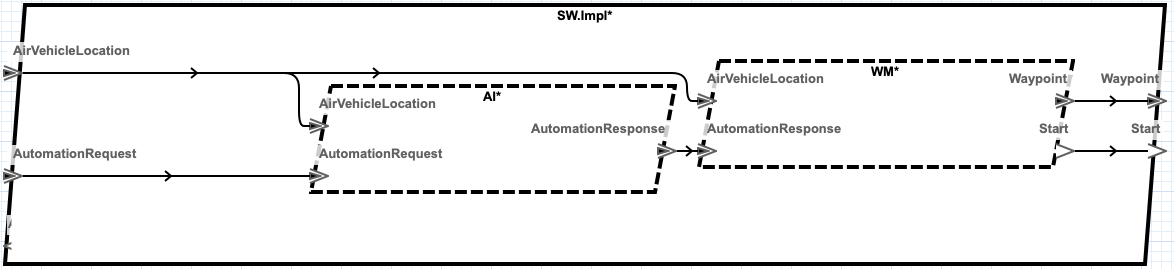 SW.Impl*
AirVehicleLocation
AutomationRequest
AI*
AirVehicleLocation
AutomationRequest
AutomationResponse
WM*
AirVehicleLocation
AutomationResponse
Waypoint
Start
Waypoint
Start